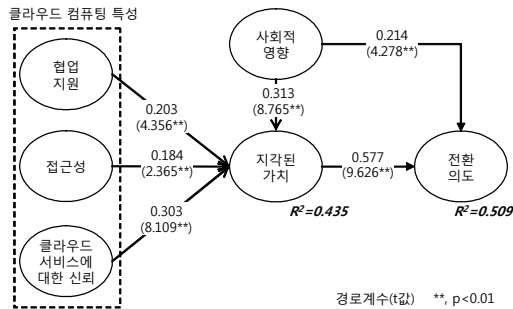 클라우드 컴퓨팅 특성
협업
지원
접근성
클라우드
서비스에
대한 신뢰
0.203
(4.356**)
0.184
(2.365**)
0.303
(8.109**)
사회적
영향
0.313
(8.765**)
지각된
가치
R²=0.435
0.214
(4.278**)
0.577
(9.626**)
전환
의도
R²=0.509
경로계수(t값) **, p<0.01